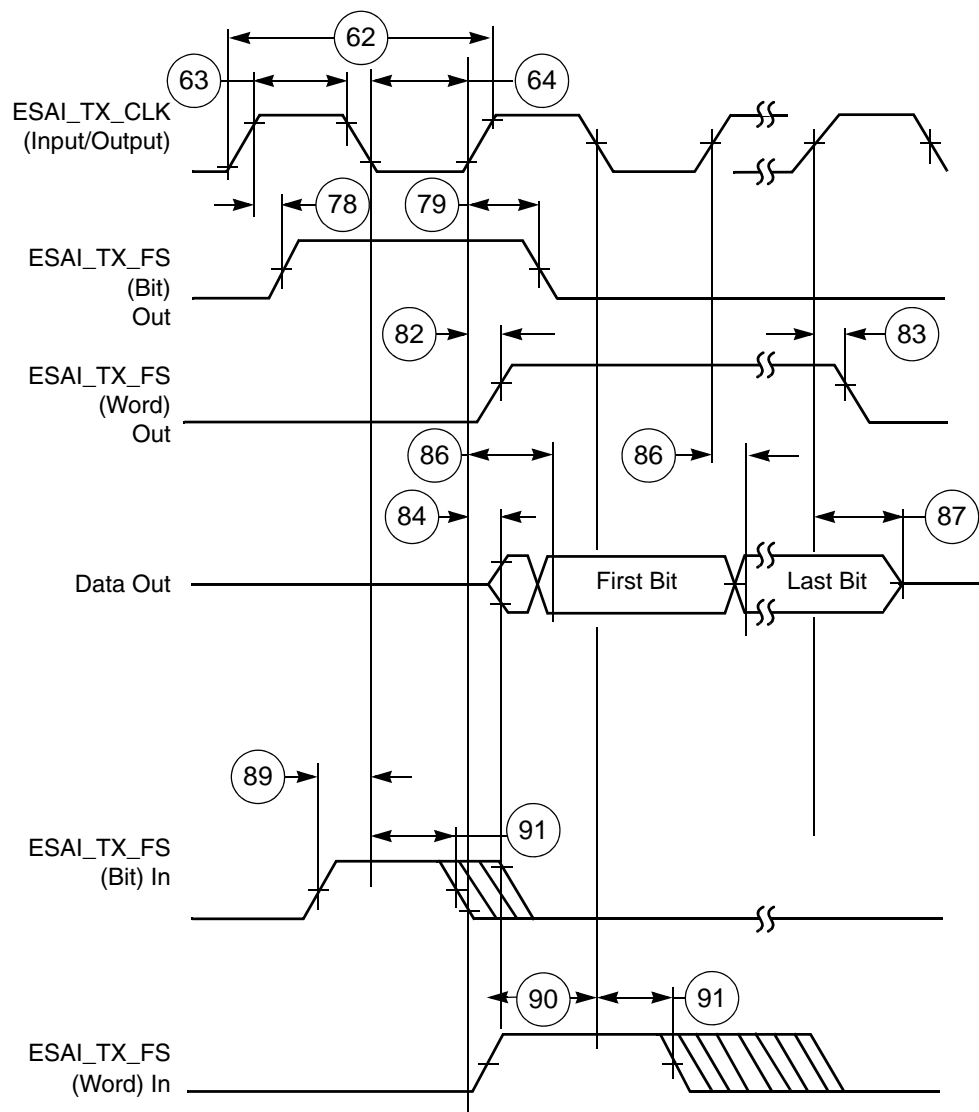 62
63
64
ESAI_TX_CLK
(Input/Output)
78
79
ESAI_TX_FS
(Bit)
Out
82
83
ESAI_TX_FS
(Word)
Out
86
86
84
87
Data Out
First Bit
Last Bit
89
91
ESAI_TX_FS
(Bit) In
90
91
ESAI_TX_FS
(Word) In